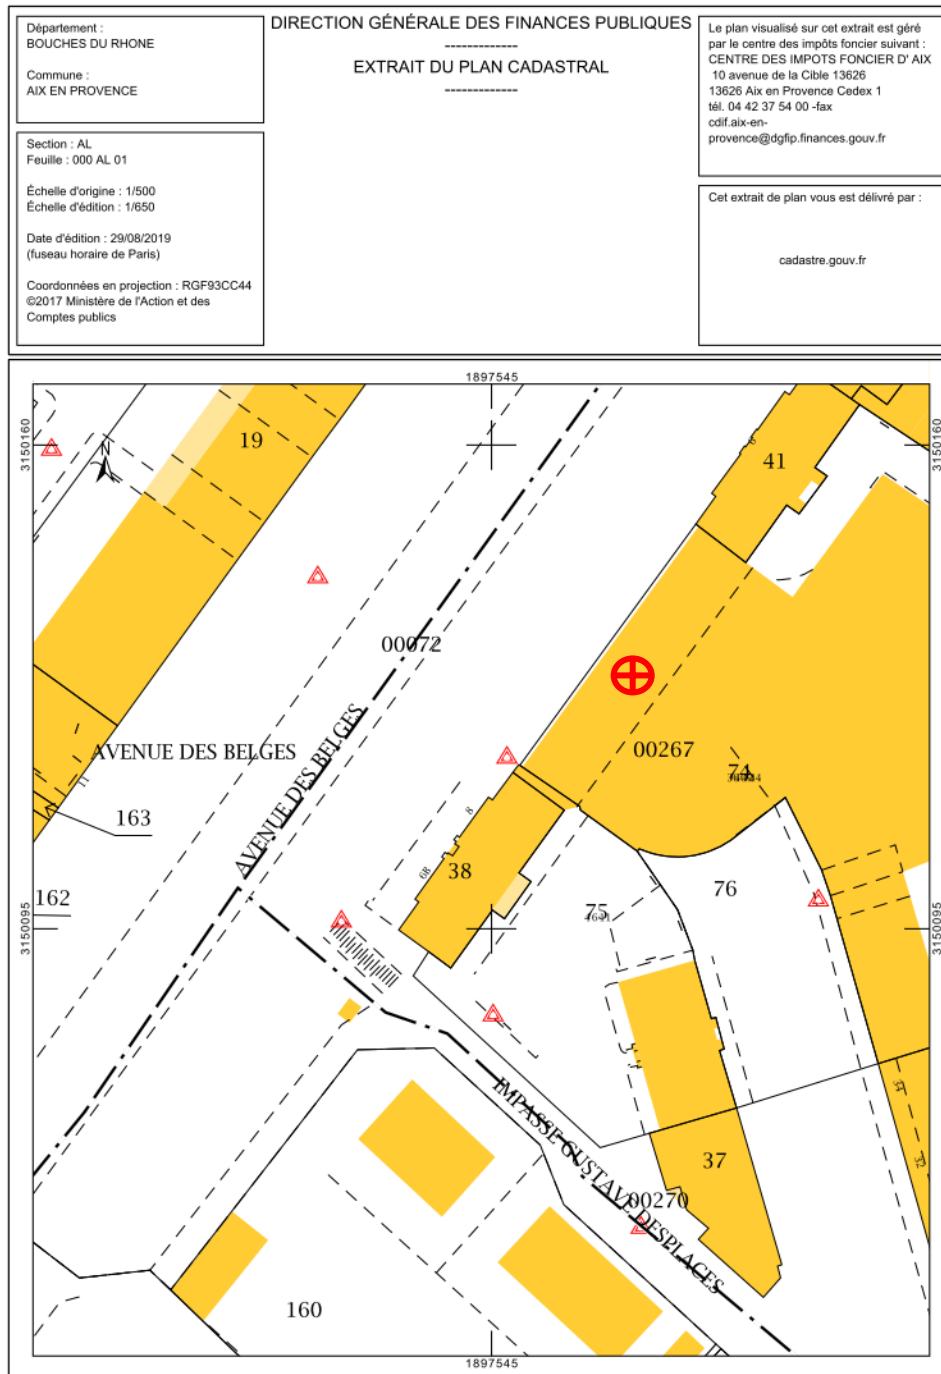 Département :
BOUCHES DU RHONE
Commune :
AIX EN PROVENCE
Section : AL
Feuille : 000 AL 01
Échelle d'origine : 1/500
Échelle d'édition : 1/650
Date d'édition : 29/08/2019
(fuseau horaire de Paris)
Coordonnées en projection : RGF93CC44
©2017 Ministère de l'Action et des
Comptes publics
DIRECTION GÉNÉRALE DES FINANCES PUBLIQUES
-------------
EXTRAIT DU PLAN CADASTRAL
-------------
Le plan visualisé sur cet extrait est géré
par le centre des impôts foncier suivant :
CENTRE DES IMPOTS FONCIER D' AIX
10 avenue de la Cible 13626
13626 Aix en Provence Cedex 1
tél. 04 42 37 54 00 -fax
cdif.aix-en-
provence@dgfip.finances.gouv.fr
Cet extrait de plan vous est délivré par :
cadastre.gouv.fr
1897545
3150160
3150160
N
19
41
00072
AVENUE DES BELGES
AVENUE DES BELGES
00267
74
163
8
68
38
162
75
1641
76
3150095
3150095
34
32
IMPASSE GUSTAVE DESPLACES
37
00270
160
1897545